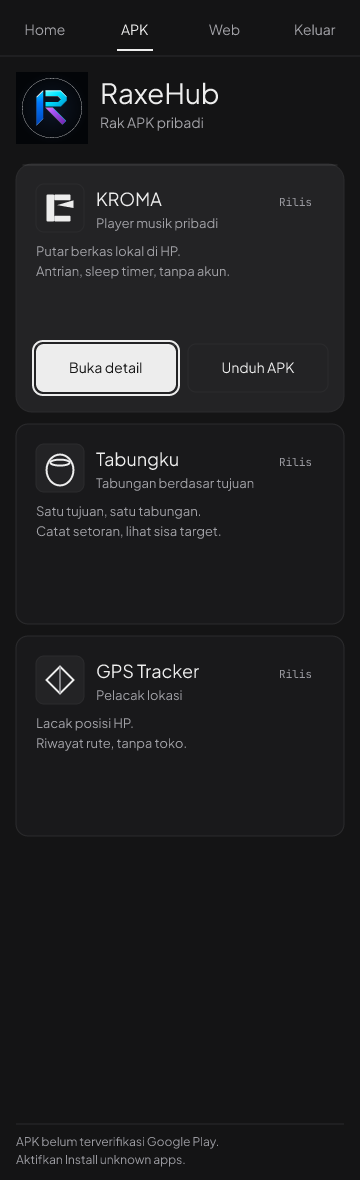 Home APK Web Keluar
RaxeHub
Rak APK pribadi
KROMA Rilis
Player musik pribadi
Putar berkas lokal di HP.
Antrian, sleep timer, tanpa akun.
Buka detail Unduh APK
Tabungku Rilis
Tabungan berdasar tujuan
Satu tujuan, satu tabungan.
Catat setoran, lihat sisa target.
GPS Tracker Rilis
Pelacak lokasi
Lacak posisi HP.
Riwayat rute, tanpa toko.
APK belum terverifikasi Google Play.
Aktifkan Install unknown apps.